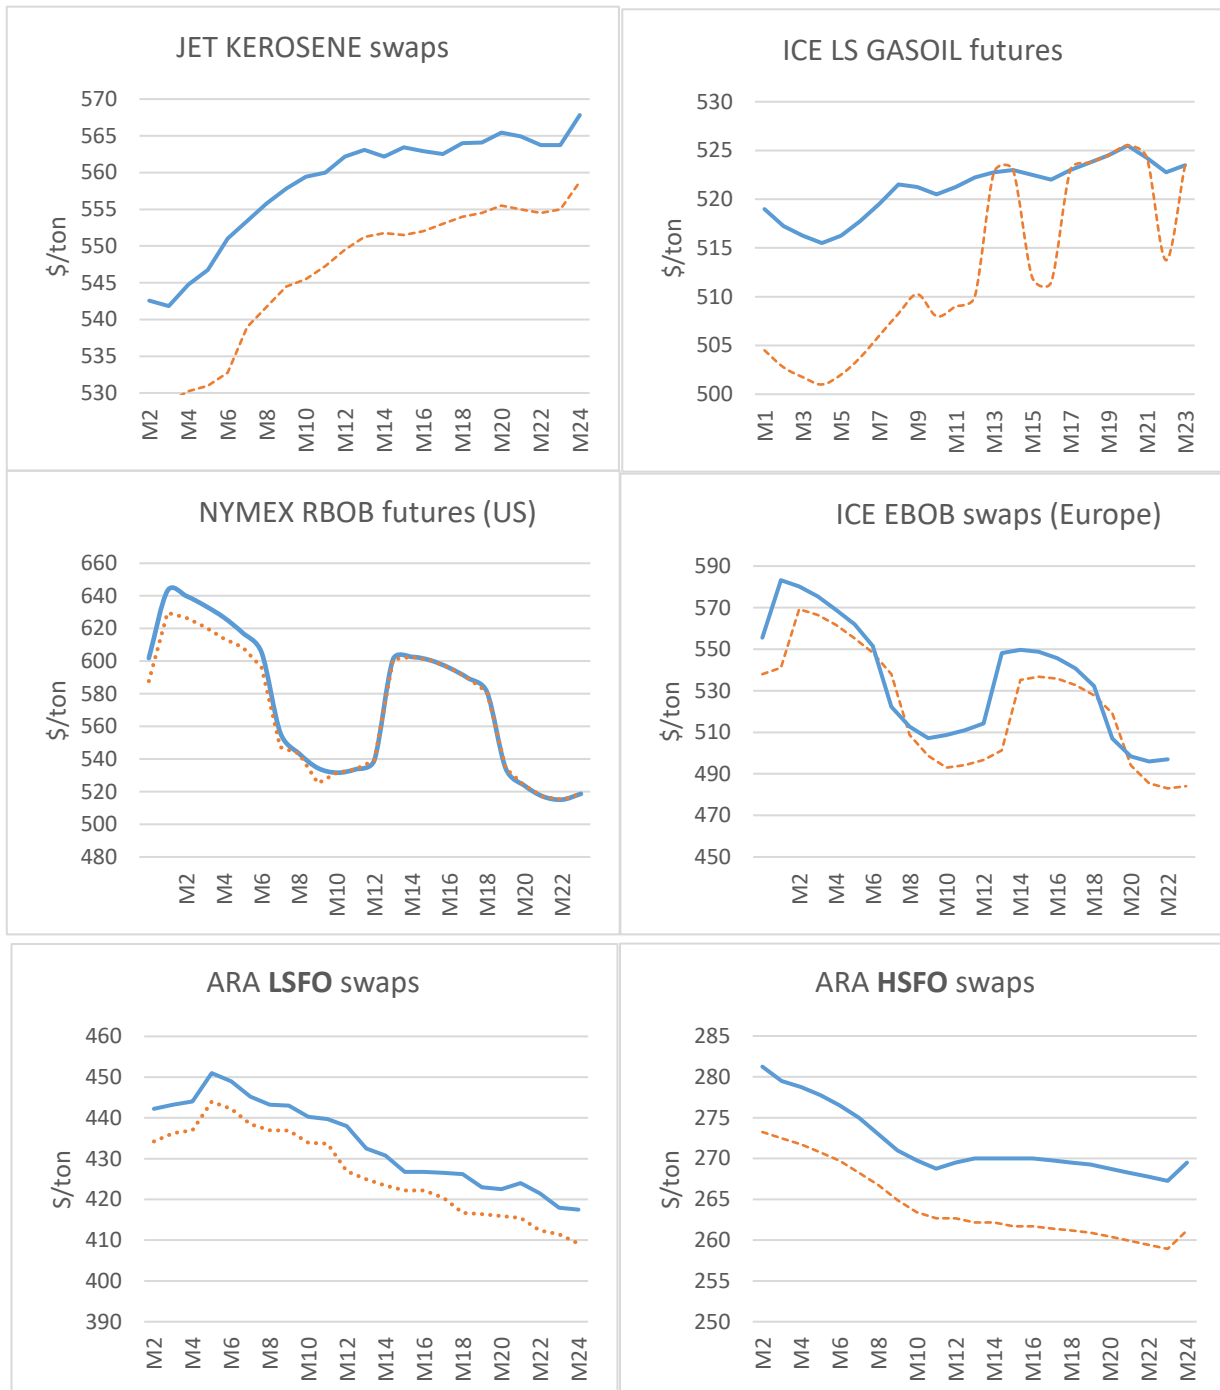 JET KEROSENE swaps
570
565
560
555
550
545
540
535
530
$/ton
M2
M4
M6
M8
M10
M12
M14
M16
M18
M20
M22
M24
ICE LS GASOIL futures
530
525
520
515
510
505
500
$/ton
M1
M3
M5
M7
M9
M11
M13
M15
M17
M19
M21
M23
NYMEX RBOB futures (US)
660
640
620
600
580
560
540
520
500
480
$/ton
M2
M4
M6
M8
M10
M12
M14
M16
M18
M20
M22
ICE EBOB swaps (Europe)
590
570
550
530
510
490
470
450
$/ton
M2
M4
M6
M8
M10
M12
M14
M16
M18
M20
M22
ARA LSFO swaps
460
450
440
430
420
410
400
390
S/ton
M2
M4
M6
M8
M10
M12
M14
M16
M18
M20
M22
M24
ARA HSFO swaps
285
280
275
270
265
260
255
250
S/ton
M2
M4
M6
M8
M10
M12
M14
M16
M18
M20
M22
M24